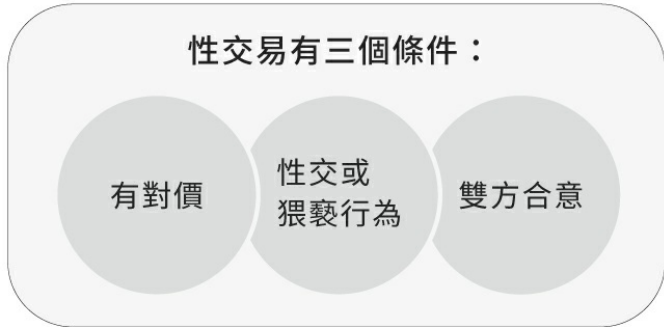 性交易有三個條件：
有對價
性交或
猥褻行為
雙方合意